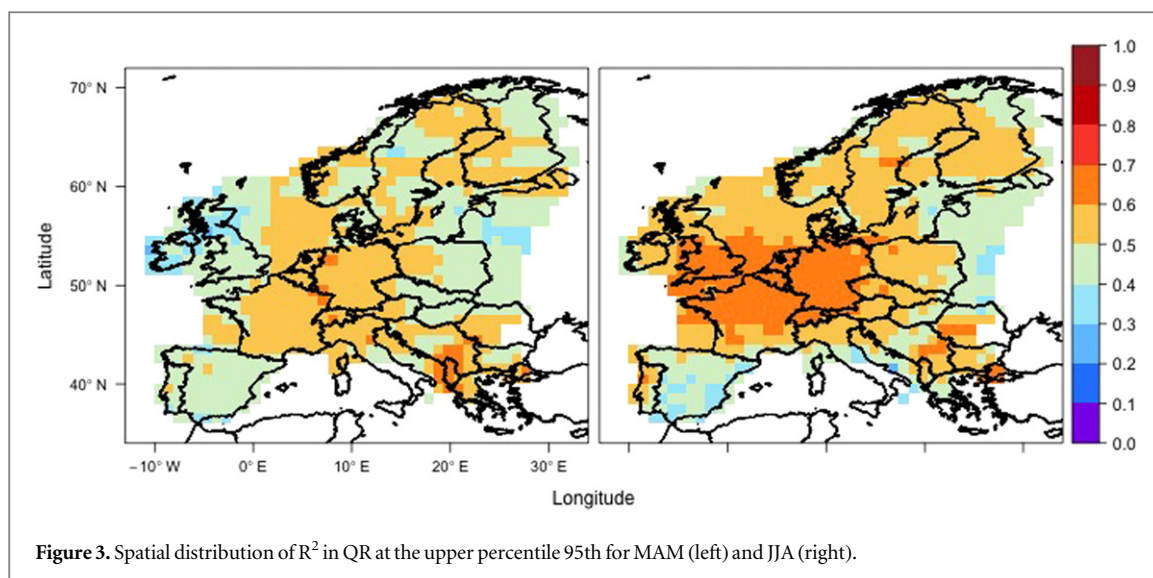 70° N
60° N
50° N
40° N
Latitude
−10° W
0° E
10° E
20° E
30° E
Longitude
1.0
0.9
0.8
0.7
0.6
0.5
0.4
0.3
0.2
0.1
0.0
Figure 3. Spatial distribution of R² in QR at the upper percentile 95th for MAM (left) and JJA (right).